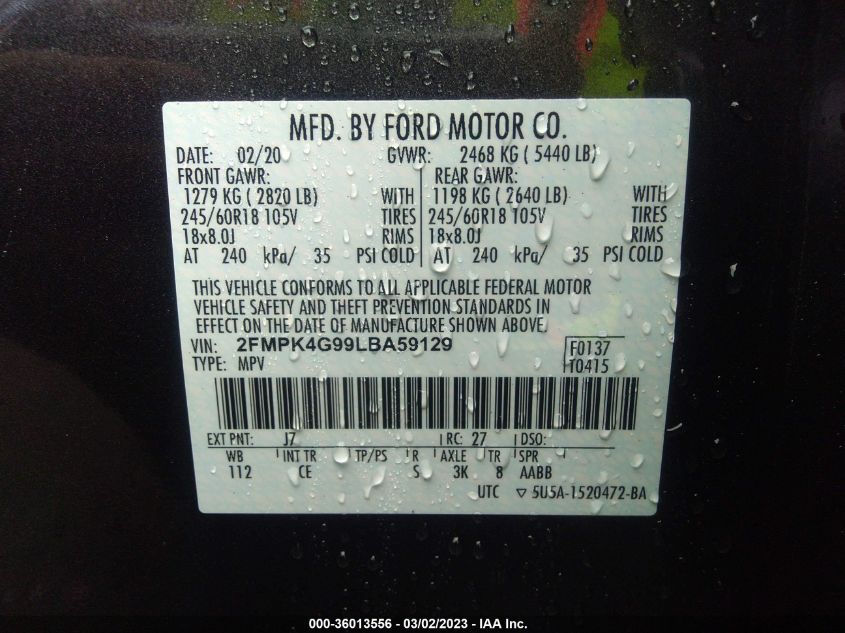 MFD. BY FORD MOTOR CO.
DATE: 02/20 GVWR: 2468 KG ( 5440 LB)
FRONT GAWR: REAR GAWR:
1279 KG ( 2820 LB) WITH 1198 KG ( 2640 LB) WITH
245/60R18 105V TIRES 245/60R18 105V TIRES
18x8.0J RIMS 18x8.0J RIMS
AT 240 kPa/ 35 PSI COLD AT 240 kPa/ 35 PSI COLD
THIS VEHICLE CONFORMS TO ALL APPLICABLE FEDERAL MOTOR
VEHICLE SAFETY AND THEFT PREVENTION STANDARDS IN
EFFECT ON THE DATE OF MANUFACTURE SHOWN ABOVE.
VIN: 2FMPK4G99LBA59129 F0137
TYPE: MPV T0415
EXT PNT: J7 RC: 27 DSO:
WB INT TR TP/PS R AXLE TR SPR
112 CE S 3K 8 AABB
UTC ▽ 5U5A-1520472-BA
000-36013556 - 03/02/2023 - IAA Inc.